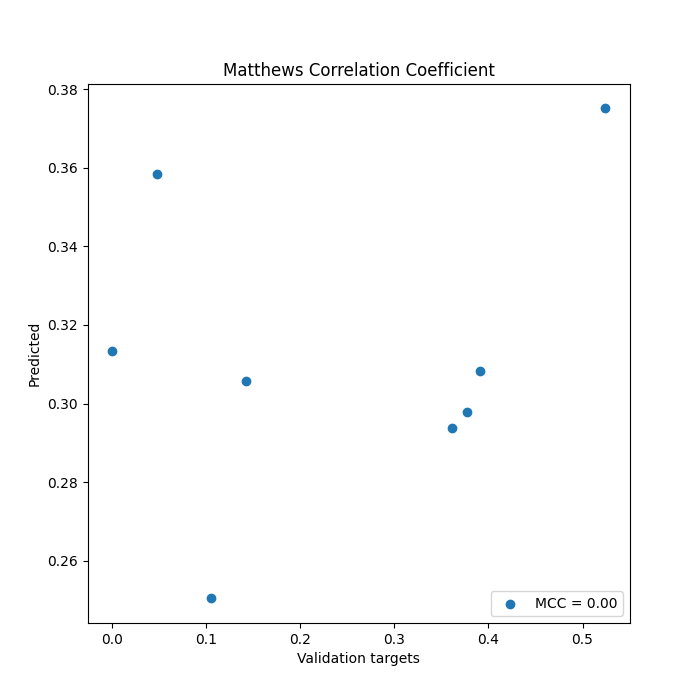 Matthews Correlation Coefficient
0.38
0.36
0.34
0.32
0.30
0.28
0.26
Predicted
MCC = 0.00
0.0 0.1 0.2 0.3 0.4 0.5
Validation targets